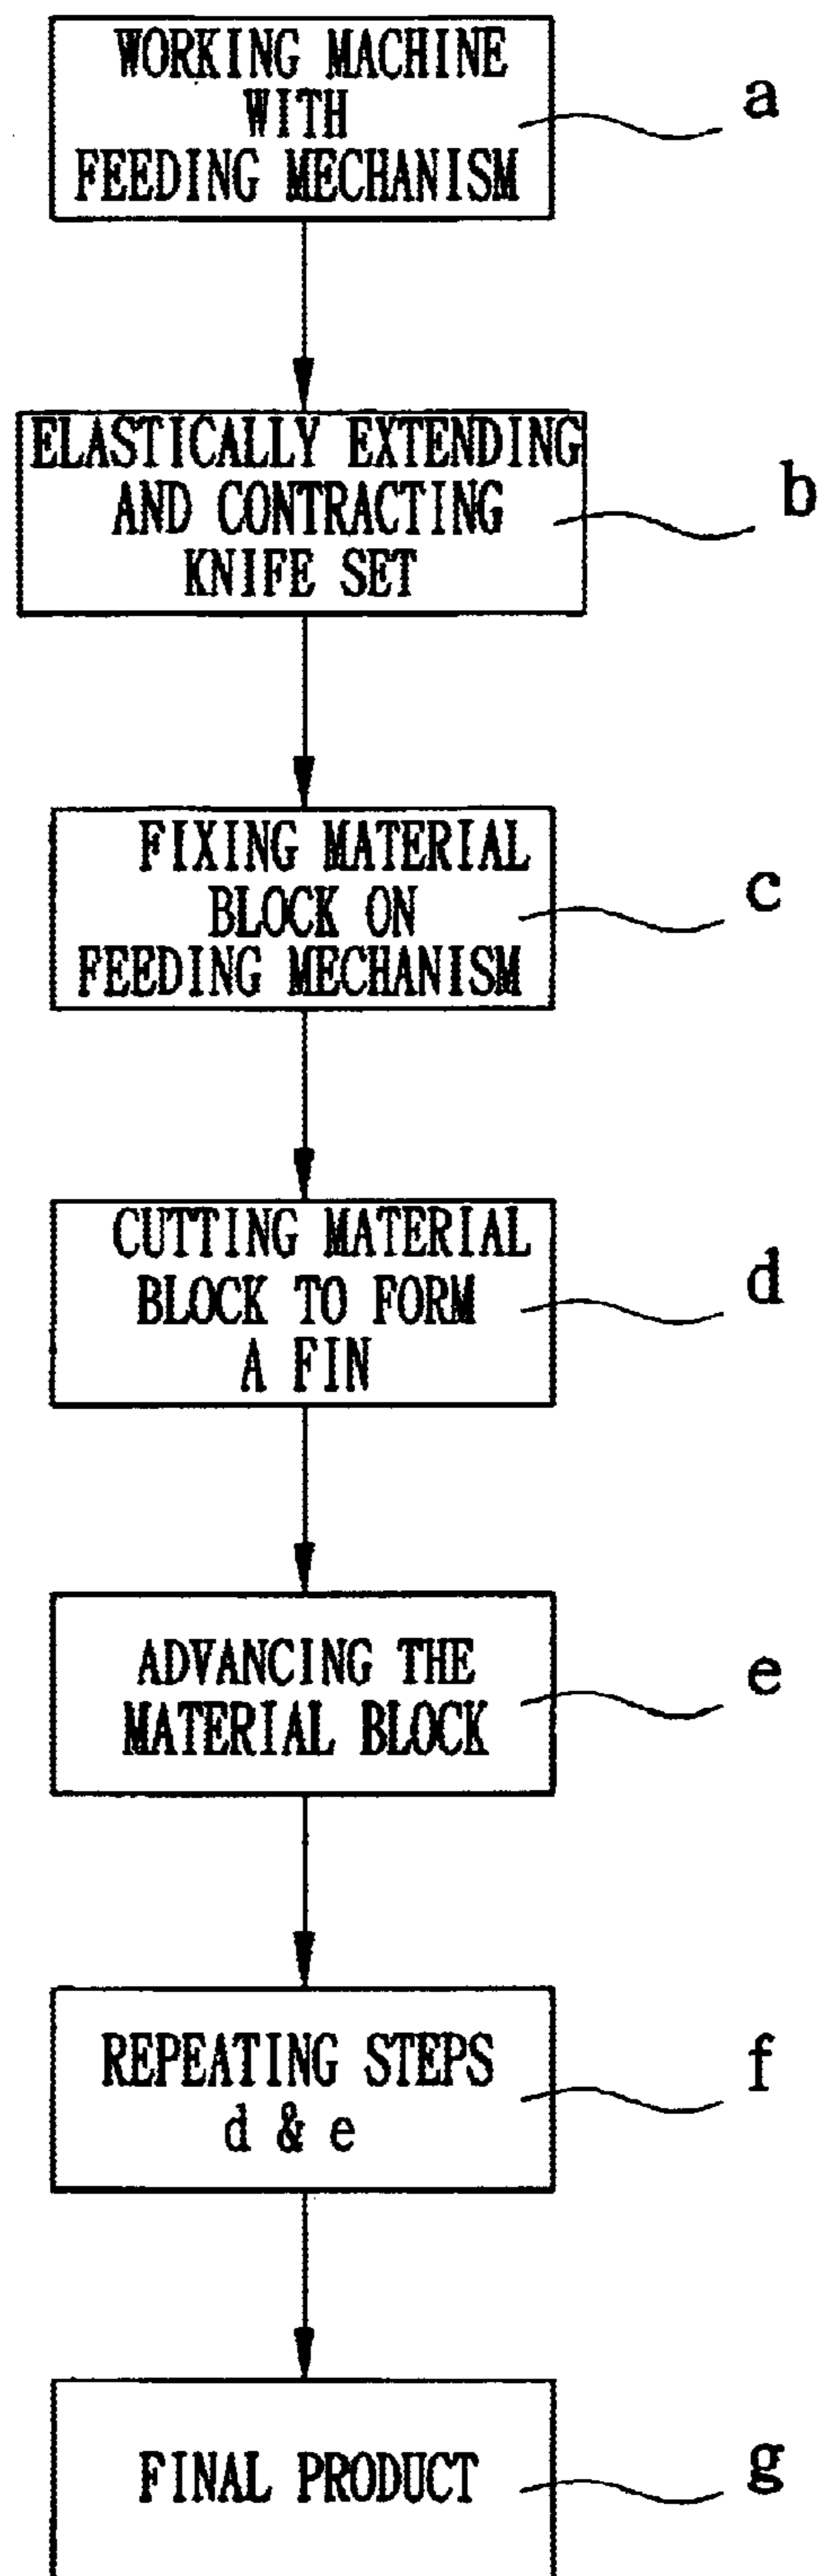 WORKING MACHINE
WITH
FEEDING MECHANISM
a
ELASTICALLY EXTENDING
AND CONTRACTING
KNIFE SET
b
FIXING MATERIAL
BLOCK ON
FEEDING MECHANISM
c
CUTTING MATERIAL
BLOCK TO FORM
A FIN
d
ADVANCING THE
MATERIAL BLOCK
e
REPEATING STEPS
d & e
f
FINAL PRODUCT
g